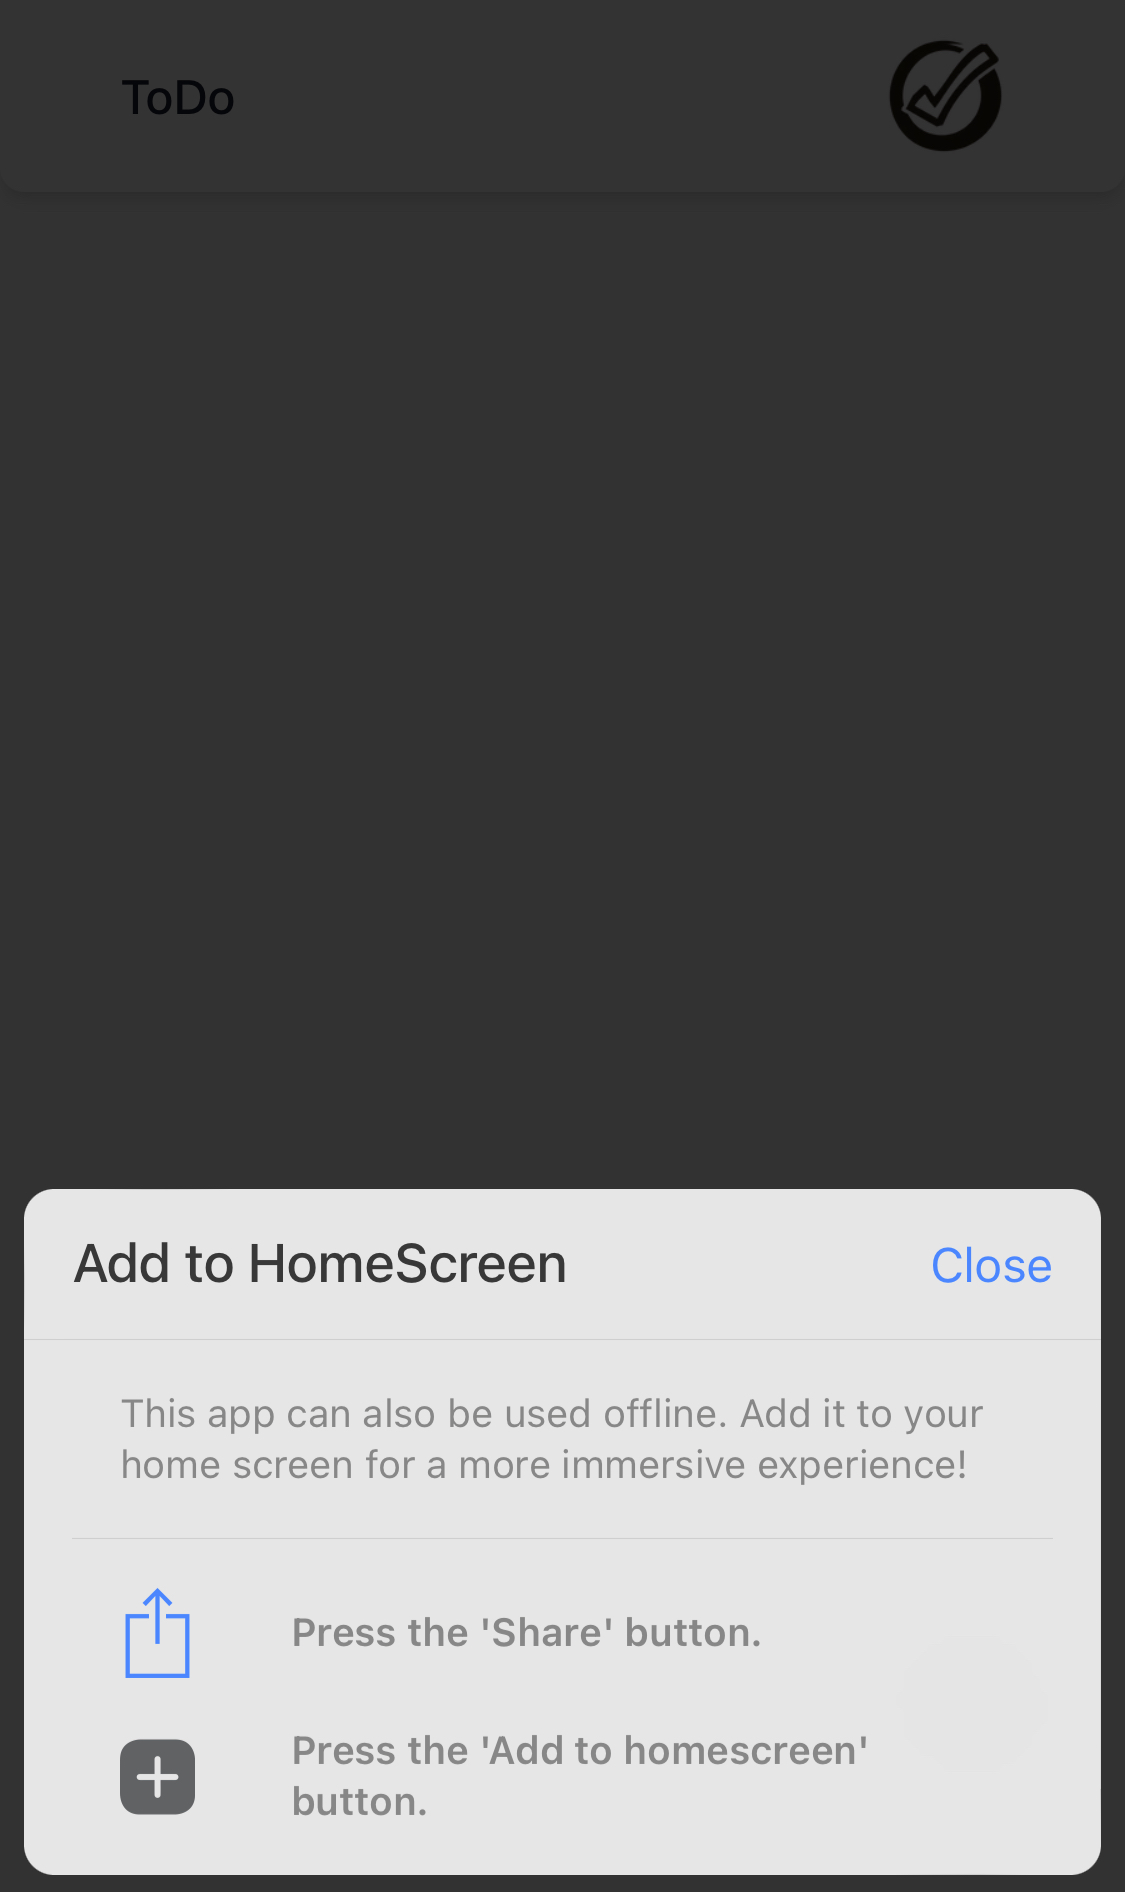 ToDo
Add to HomeScreen
Close
This app can also be used offline. Add it to your
home screen for a more immersive experience!
Press the 'Share' button.
Press the 'Add to homescreen'
button.